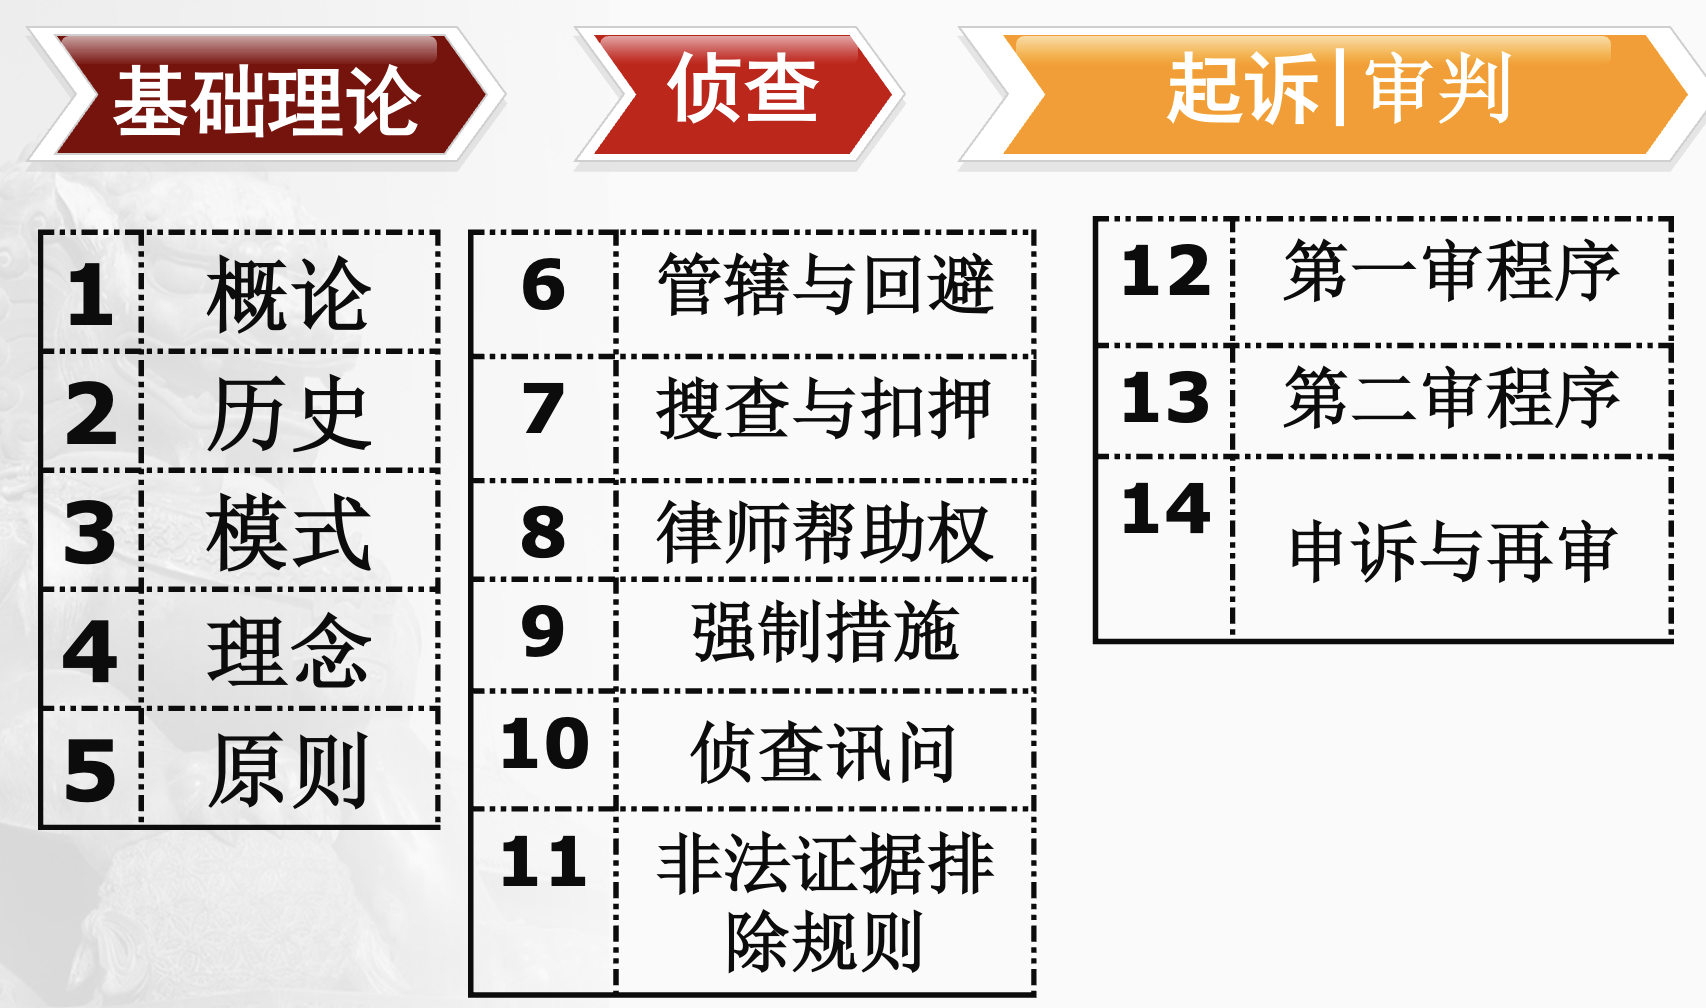 基础理论
侦查
起诉|审判
1 概论
2 历史
3 模式
4 理念
5 原则
6 管辖与回避
7 搜查与扣押
8 律师帮助权
9 强制措施
10 侦查讯问
11 非法证据排
除规则
12 第一审程序
13 第二审程序
14 申诉与再审